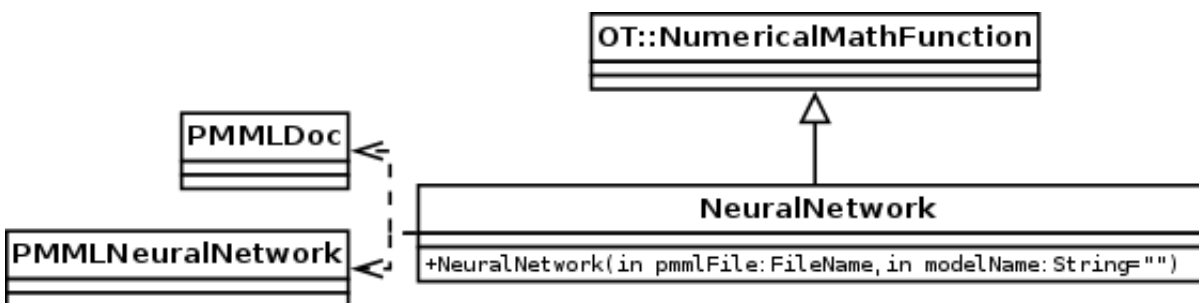 OT::NumericalMathFunction
PMMLDoc
NeuralNetwork
PMMLNeuralNetwork
+NeuralNetwork(in pmmlFile:FileName,in modelName:String="")